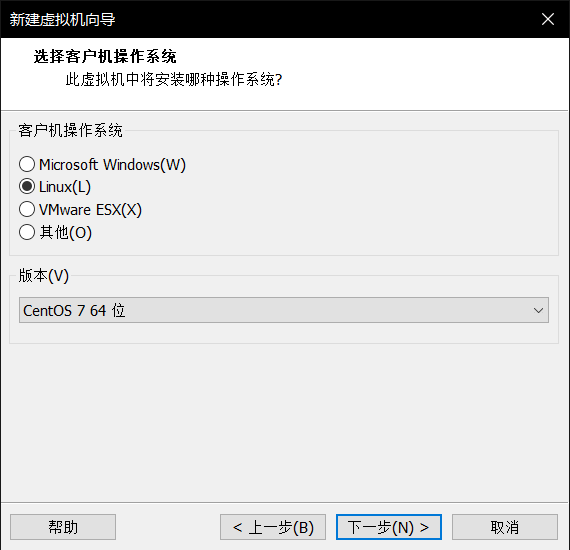 新建虚拟机向导
选择客户机操作系统
此虚拟机中将安装哪种操作系统?
客户机操作系统
Microsoft Windows(W)
Linux(L)
VMware ESX(X)
其他(O)
版本(V)
CentOS 7 64 位
帮助
< 上一步(B)
下一步(N) >
取消